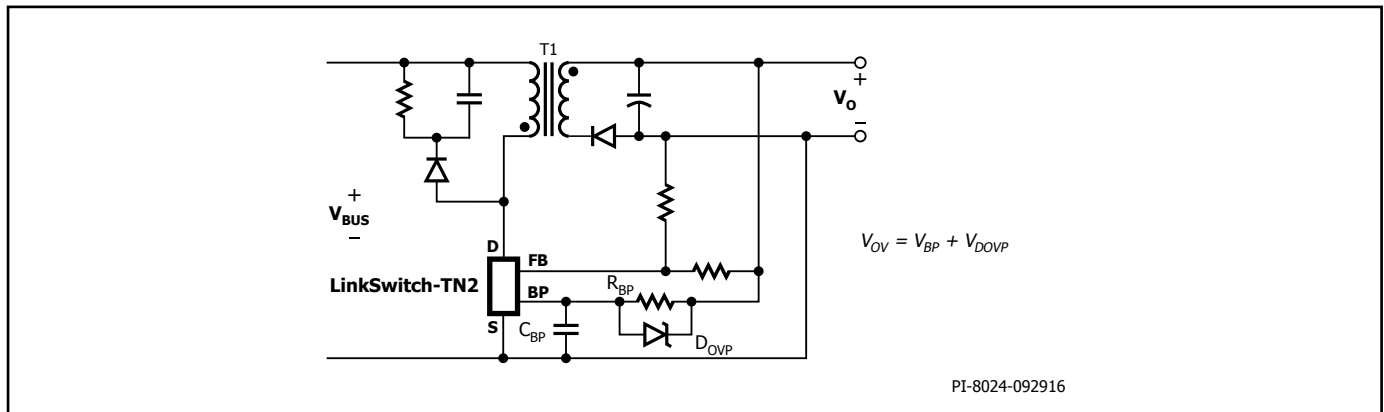 T1
+
V_O
–
+
V_BUS
–
D
FB
V_OV = V_BP + V_DOVP
LinkSwitch-TN2
BP
R_BP
S
C_BP
D_OVP
PI-8024-092916